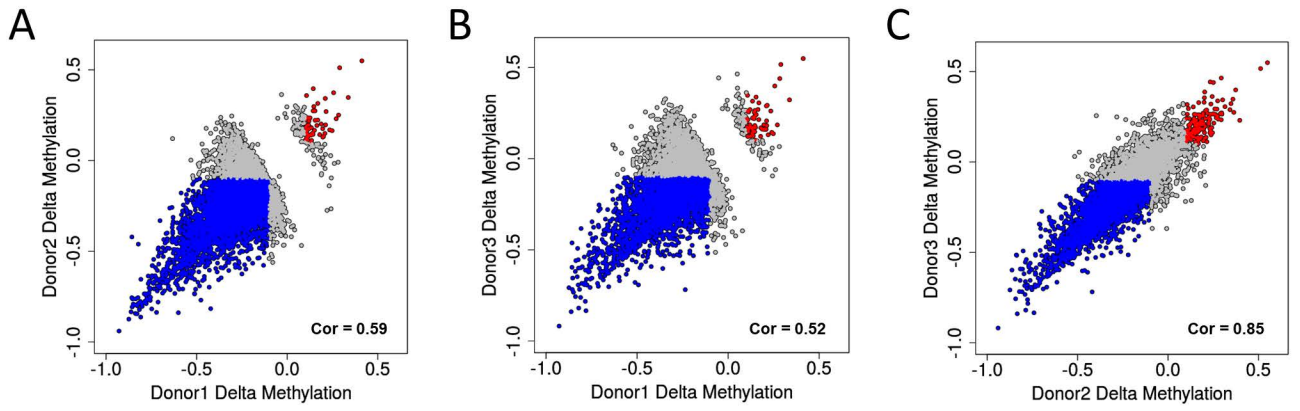 A
0.5
0.0
-0.5
-1.0
Donor2 Delta Methylation
Cor = 0.59
-1.0 -0.5 0.0 0.5
Donor1 Delta Methylation
B
0.5
0.0
-0.5
-1.0
Donor3 Delta Methylation
Cor = 0.52
-1.0 -0.5 0.0 0.5
Donor1 Delta Methylation
C
0.5
0.0
-0.5
-1.0
Donor3 Delta Methylation
Cor = 0.85
-1.0 -0.5 0.0 0.5
Donor2 Delta Methylation